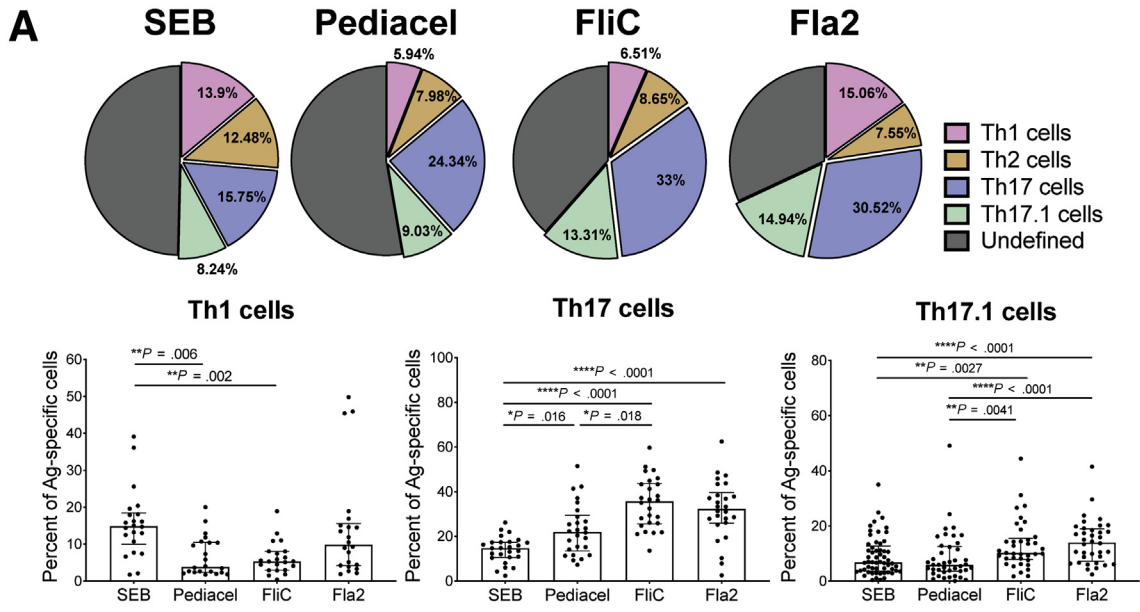 A
SEB
Pediacel
FliC
Fla2
13.9%
12.48%
15.75%
8.24%
5.94%
7.98%
24.34%
9.03%
6.51%
8.65%
33%
13.31%
15.06%
7.55%
30.52%
14.94%
Th1 cells
Th2 cells
Th17 cells
Th17.1 cells
Undefined
Th1 cells
Percent of Ag-specific cells
60
50
40
30
20
10
0
**P = .006
**P = .002
SEB
Pediacel
FliC
Fla2
Th17 cells
Percent of Ag-specific cells
100
80
60
40
20
0
****P < .0001
****P < .0001
*P = .016
*P = .018
SEB
Pediacel
FliC
Fla2
Th17.1 cells
Percent of Ag-specific cells
80
60
40
20
0
****P < .0001
**P = .0027
****P < .0001
**P = .0041
SEB
Pediacel
FliC
Fla2